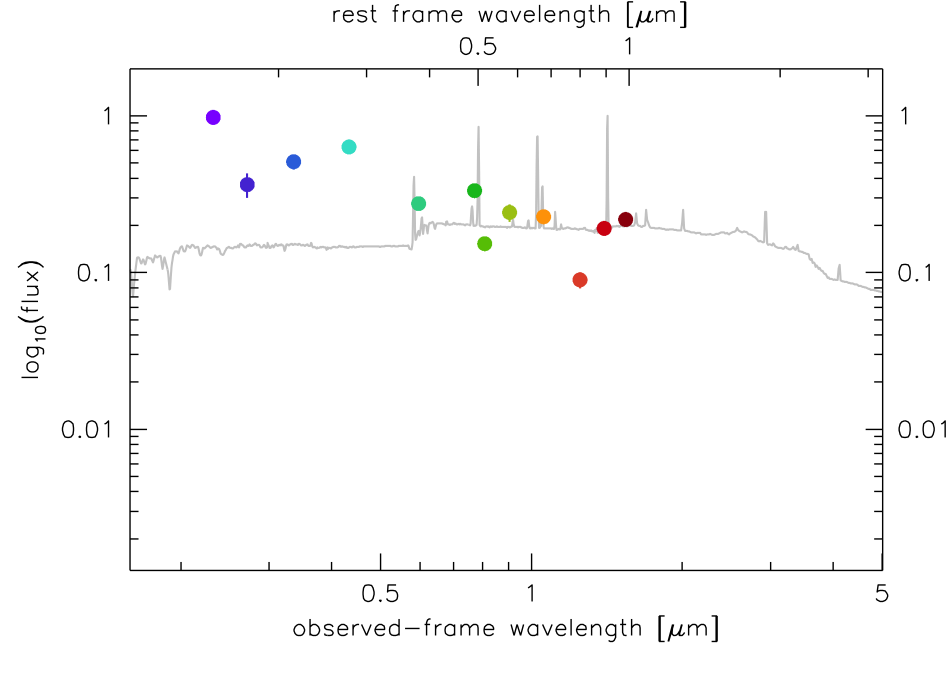 rest frame wavelength [μm]
0.5 1
1 1
0.1 0.1
0.01 0.01
log10(flux)
0.5 1 5
observed-frame wavelength [μm]